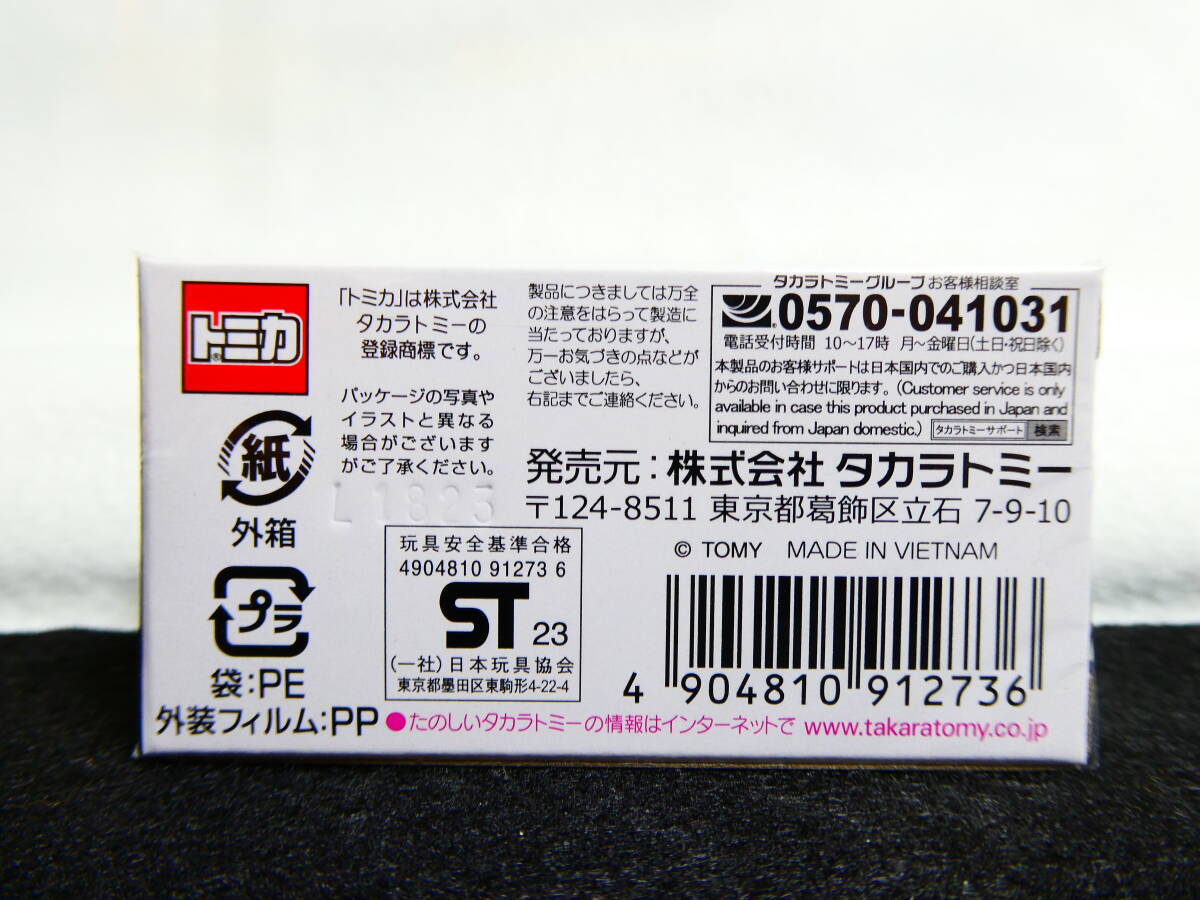 トミカ®
「トミカ」は株式会社
タカラトミーの
登録商標です。
パッケージの写真や
イラストと異なる
場合がございます
がご了承ください。
L1823
紙
外箱
プラ
袋:PE
外装フィルム:PP
製品につきましては万全
の注意をはらって製造に
当たっておりますが、
万一お気づきの点などが
ございましたら、
右記までご連絡ください。
タカラトミーグループお客様相談室
0570-041031
電話受付時間 10〜17時 月〜金曜日(土日・祝日除く)
本製品のお客様サポートは日本国内でのご購入かつ日本国内
からのお問い合わせに限ります。(Customer service is only
available in case this product purchased in Japan and
inquired from Japan domestic.) タカラトミーサポート 検索
発売元:株式会社 タカラトミー
〒124-8511 東京都葛飾区立石 7-9-10
© TOMY MADE IN VIETNAM
玩具安全基準合格
4904810 91273 6
ST 23
(一社)日本玩具協会
東京都墨田区東駒形4-22-4
4 904810 912736
●たのしいタカラトミーの情報はインターネットで www.takaratomy.co.jp